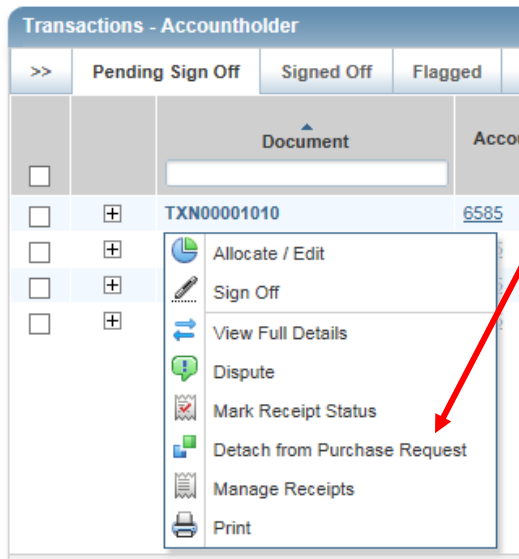 Transactions - Accountholder
>> Pending Sign Off Signed Off Flagged
Document
TXN00001010 6585
Allocate / Edit
Sign Off
View Full Details
Dispute
Mark Receipt Status
Detach from Purchase Request
Manage Receipts
Print